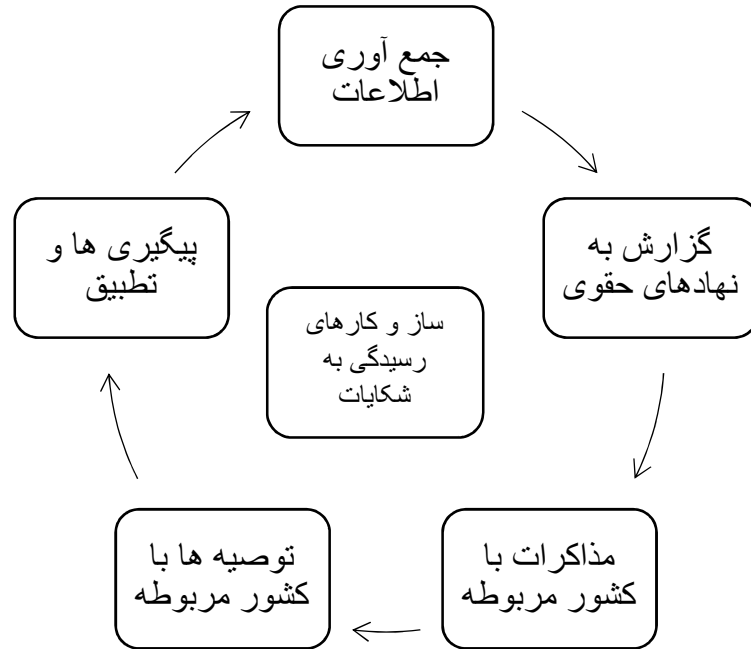 جمع آوری
اطلاعات
گزارش به
نهادهای حقوی
مذاکرات با
کشور مربوطه
توصیه ها با
کشور مربوطه
پیگیری ها و
تطبیق
ساز و کارهای
رسیدگی به
شکایات